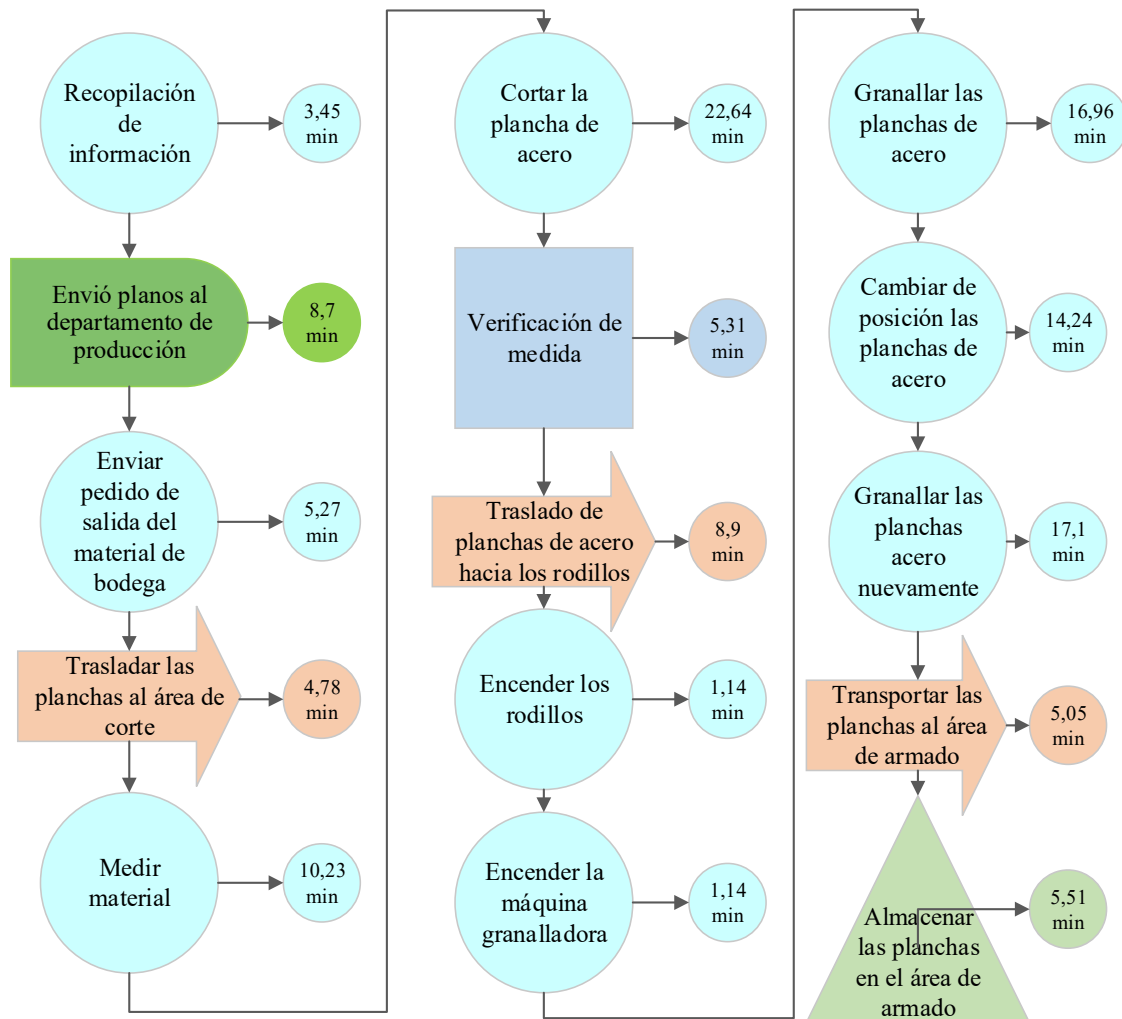 Recopilación
de
información
3,45
min
Envió planos al
departamento de
producción
8,7
min
Enviar
pedido de
salida del
material de
bodega
5,27
min
Trasladar las
planchas al área de
corte
4,78
min
Medir
material
10,23
min
Cortar la
plancha de
acero
22,64
min
Verificación de
medida
5,31
min
Traslado de
planchas de acero
hacia los rodillos
8,9
min
Encender los
rodillos
1,14
min
Encender la
máquina
granalladora
1,14
min
Granallar las
planchas de
acero
16,96
min
Cambiar de
posición las
planchas de
acero
14,24
min
Granallar las
planchas
acero
nuevamente
17,1
min
Transportar las
planchas al área
de armado
5,05
min
Almacenar
las planchas
en el área de
armado
5,51
min